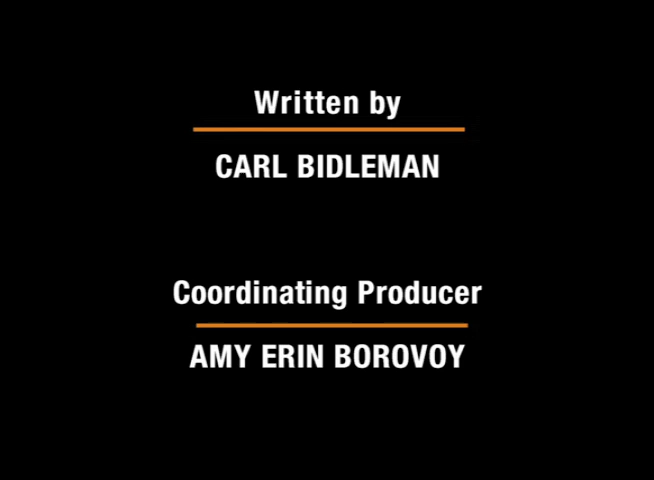 Written by
CARL BIDLEMAN
Coordinating Producer
AMY ERIN BOROVOY